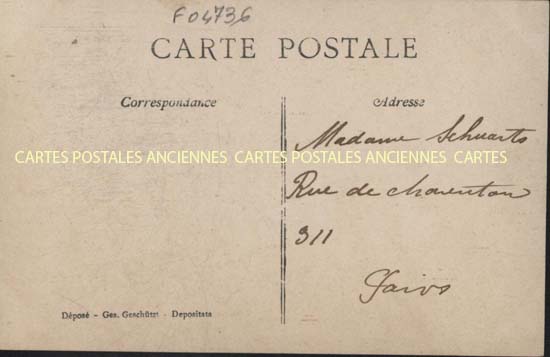 F04736
CARTE POSTALE
Correspondance
Adresse
Madame Schwarts
CARTES POSTALES ANCIENNES CARTES POSTALES ANCIENNES CARTES
Rue de charenton
311
Paris
Déposé - Ges. Geschützt - Depositata